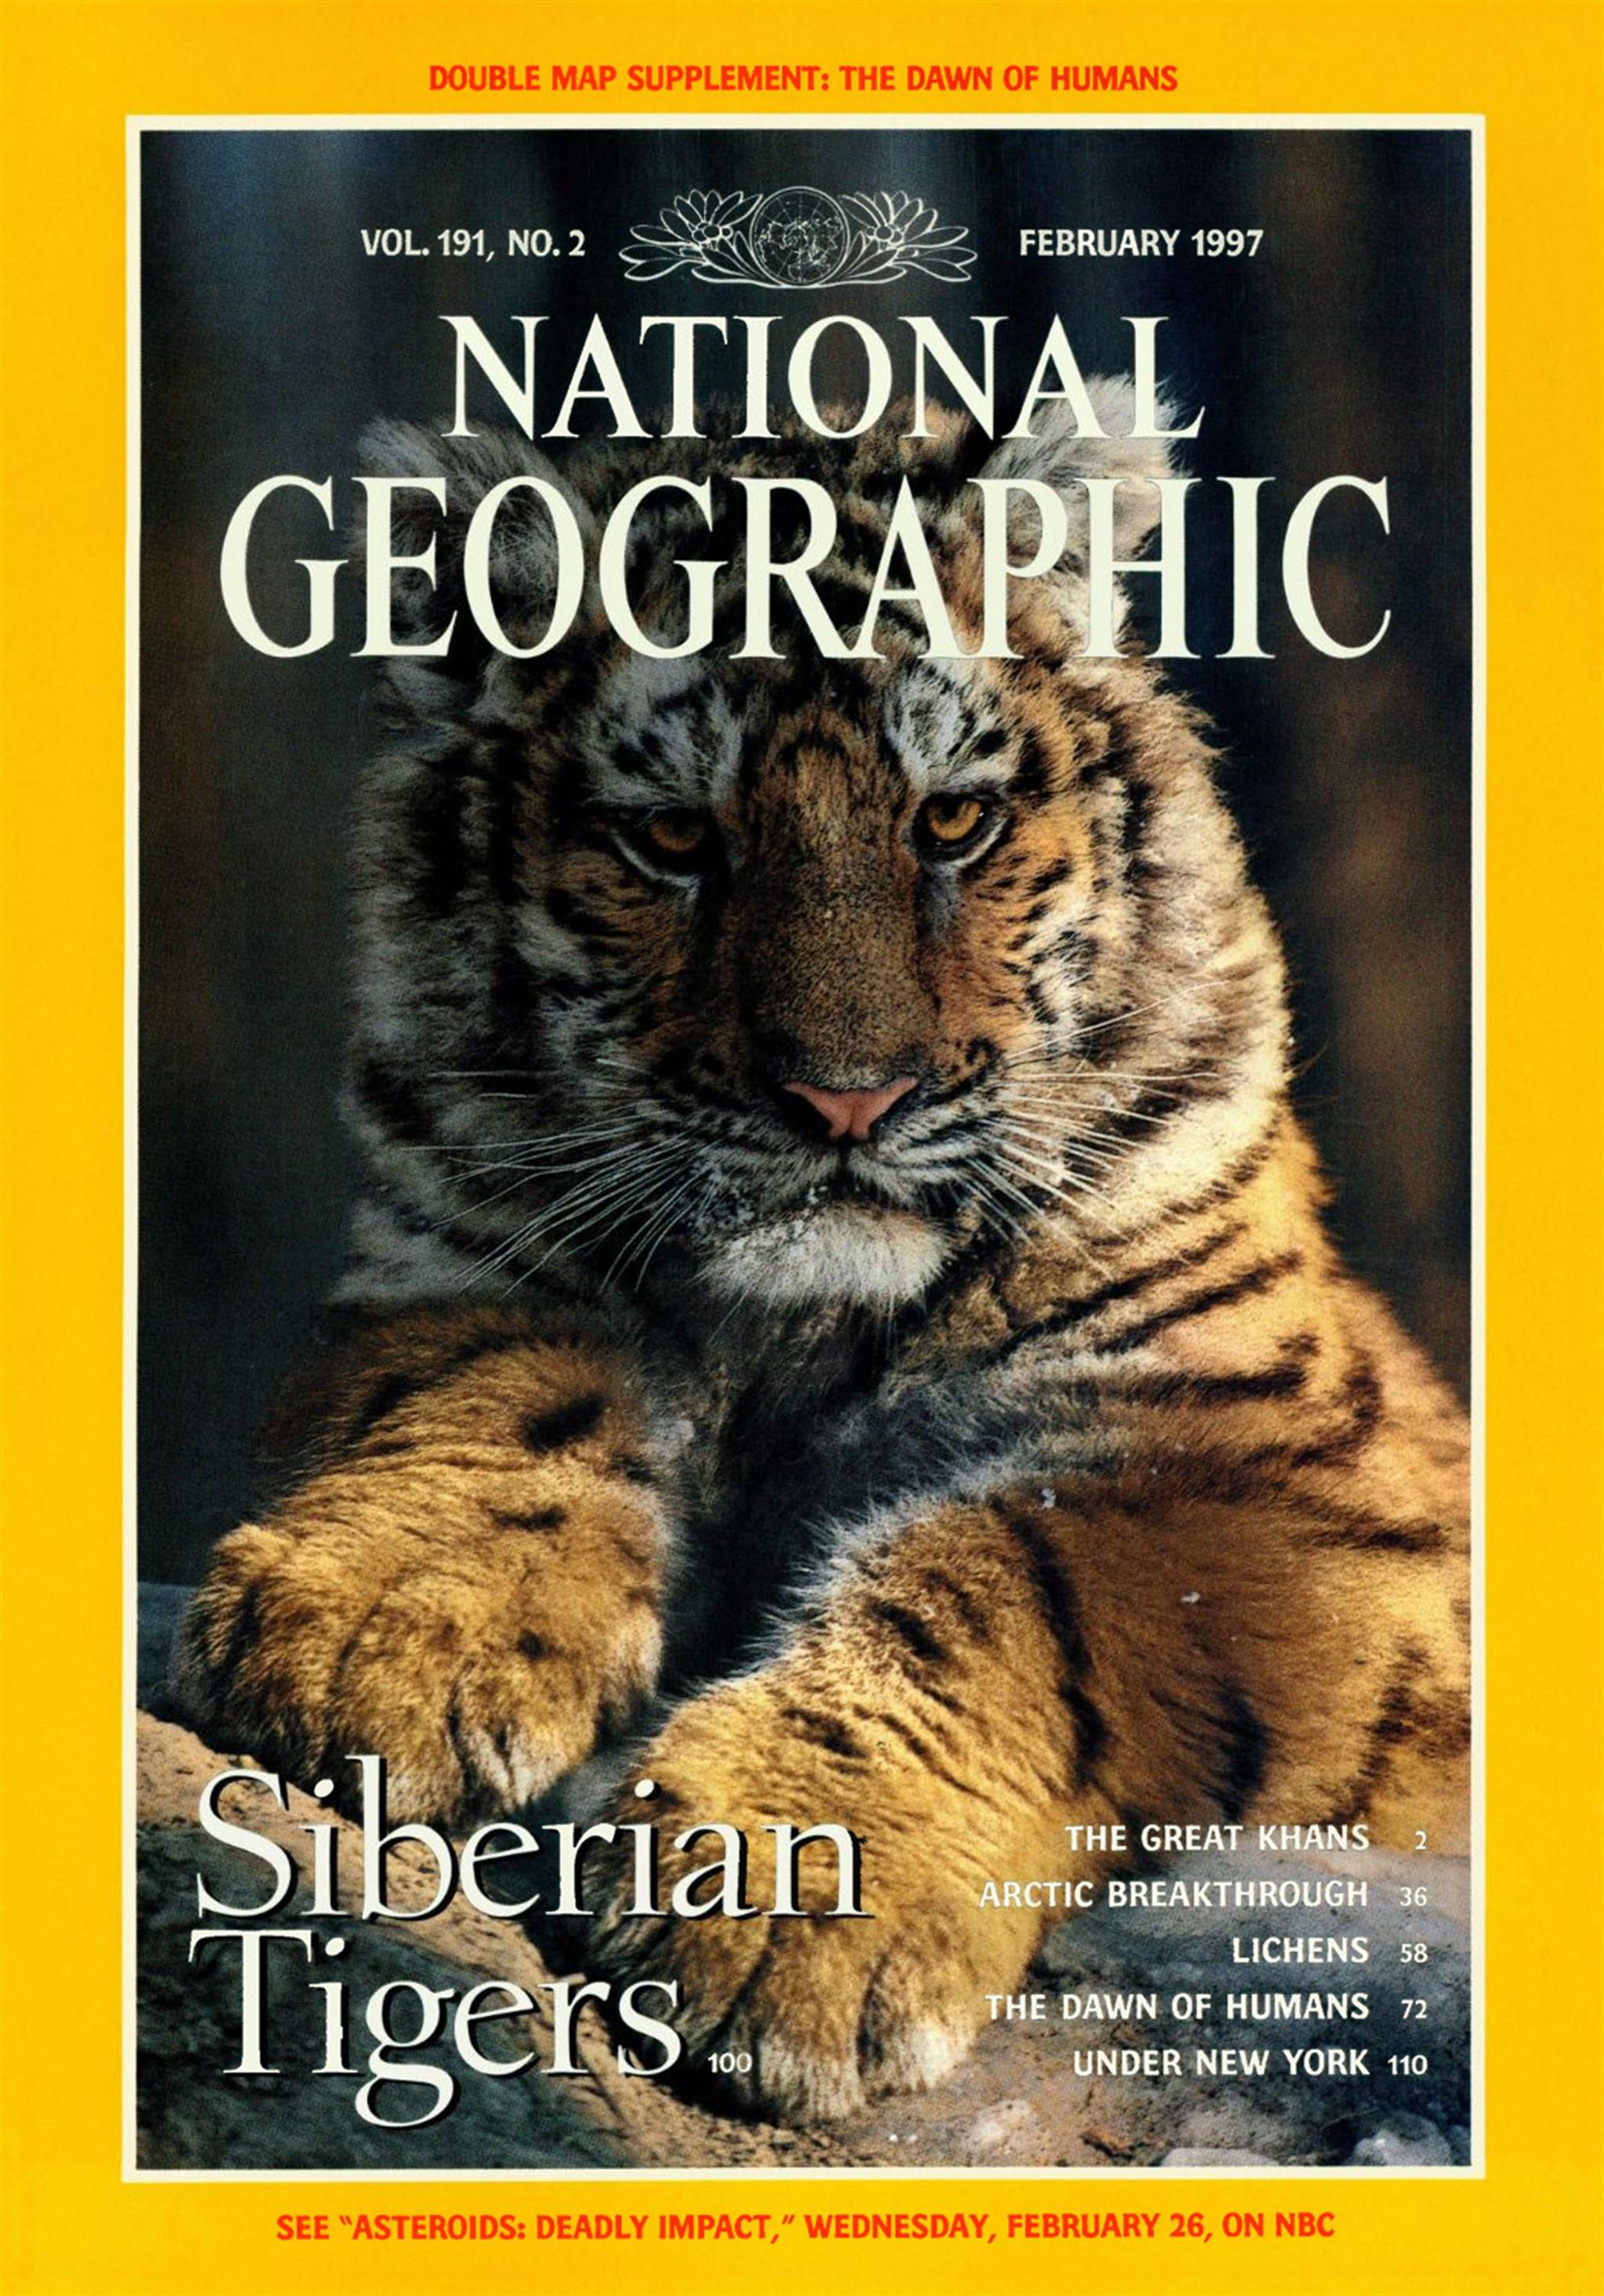 DOUBLE MAP SUPPLEMENT: THE DAWN OF HUMANS
VOL. 191, NO. 2
FEBRUARY 1997
NATIONAL
GEOGRAPHIC
Siberian
Tigers 100
THE GREAT KHANS 2
ARCTIC BREAKTHROUGH 36
LICHENS 58
THE DAWN OF HUMANS 72
UNDER NEW YORK 110
SEE “ASTEROIDS: DEADLY IMPACT,” WEDNESDAY, FEBRUARY 26, ON NBC